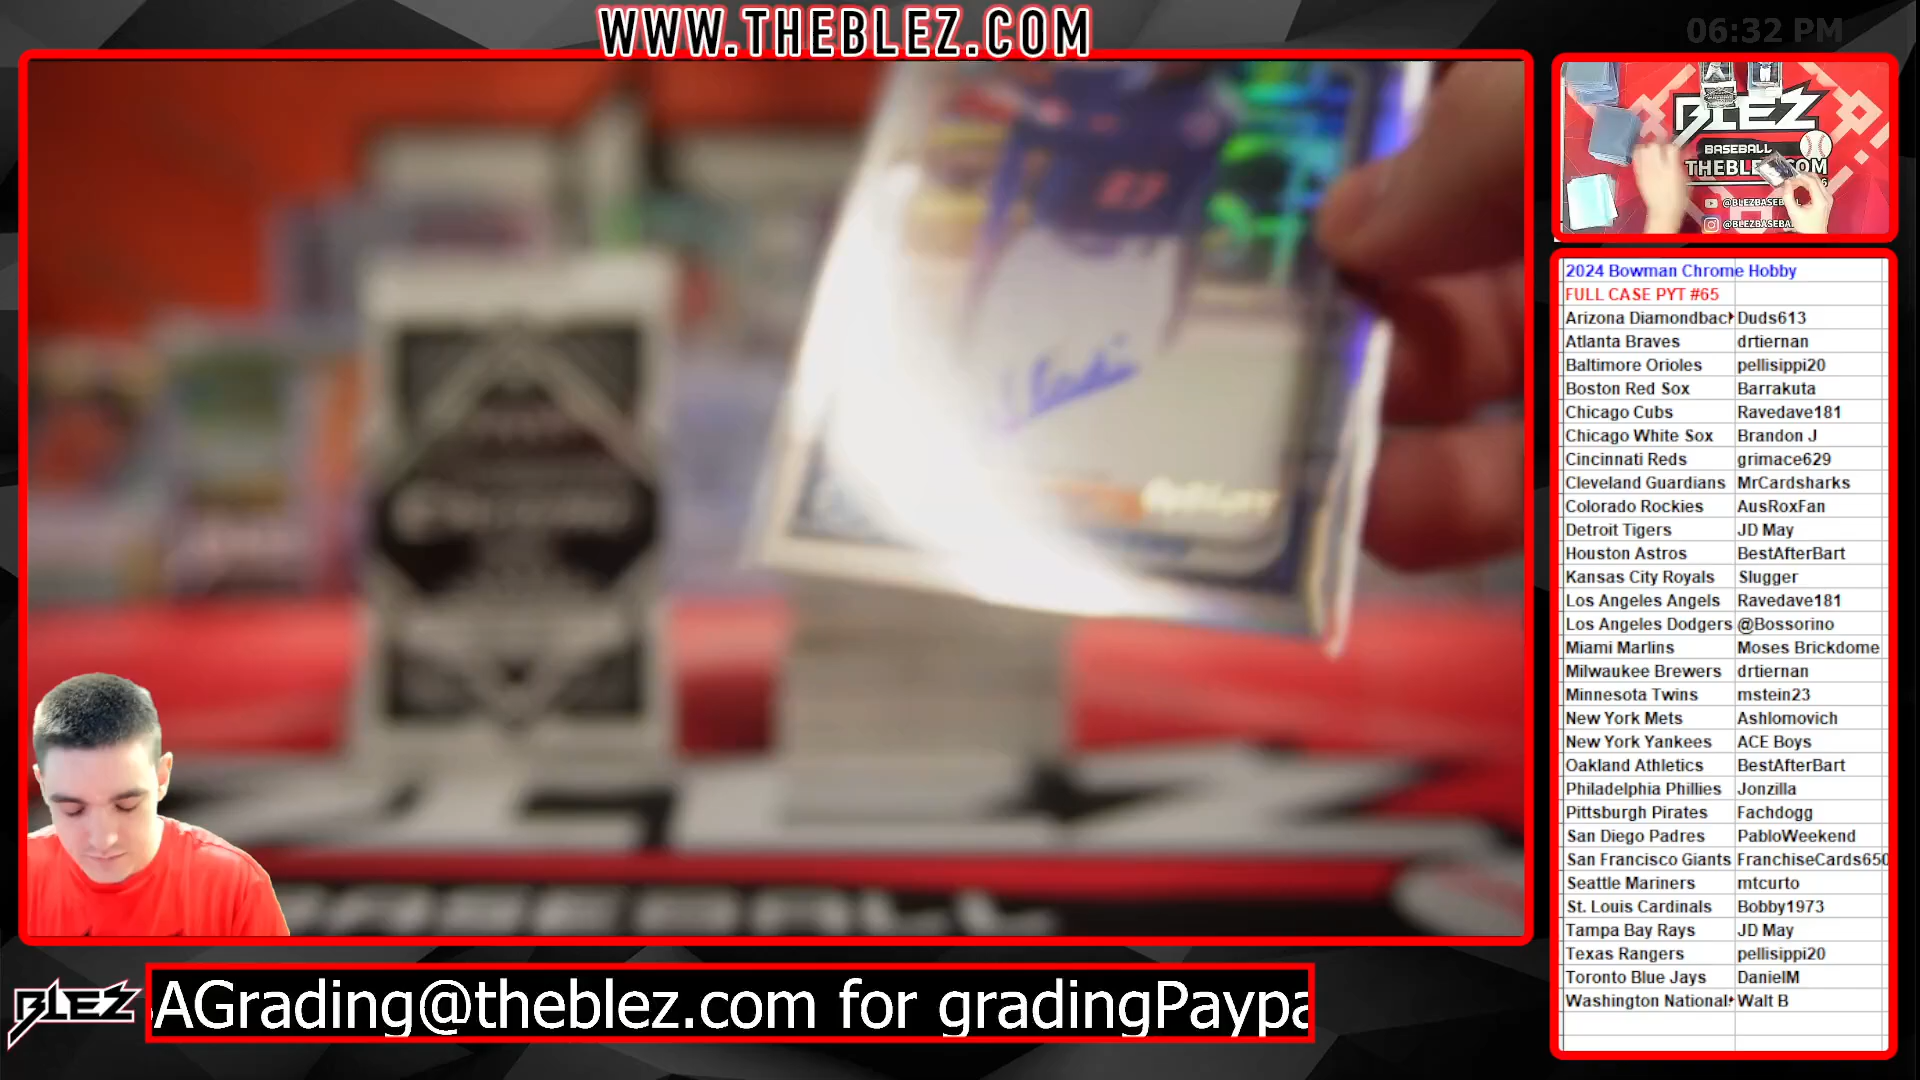 WWW.THEBLEZ.COM
06:32 PM
27
BLEZ
BASEBALL
@BLEZBASEBAL
@BLEZBASEBA
2024 Bowman Chrome Hobby
FULL CASE PYT #65
Arizona Diamondback Duds613
Atlanta Braves drtiernan
Baltimore Orioles pellisippi20
Boston Red Sox Barrakuta
Chicago Cubs Ravedave181
Chicago White Sox Brandon J
Cincinnati Reds grimace629
Cleveland Guardians MrCardsharks
Colorado Rockies AusRoxFan
Detroit Tigers JD May
Houston Astros BestAfterBart
Kansas City Royals Slugger
Los Angeles Angels Ravedave181
Los Angeles Dodgers @Bossorino
Miami Marlins Moses Brickdome
Milwaukee Brewers drtiernan
Minnesota Twins mstein23
New York Mets Ashlomovich
New York Yankees ACE Boys
Oakland Athletics BestAfterBart
Philadelphia Phillies Jonzilla
Pittsburgh Pirates Fachdogg
San Diego Padres PabloWeekend
San Francisco Giants FranchiseCards650
Seattle Mariners mtcurto
St. Louis Cardinals Bobby1973
Tampa Bay Rays JD May
Texas Rangers pellisippi20
Toronto Blue Jays DanielM
Washington National Walt B
BLEZ
AGrading@theblez.com for gradingPaypa